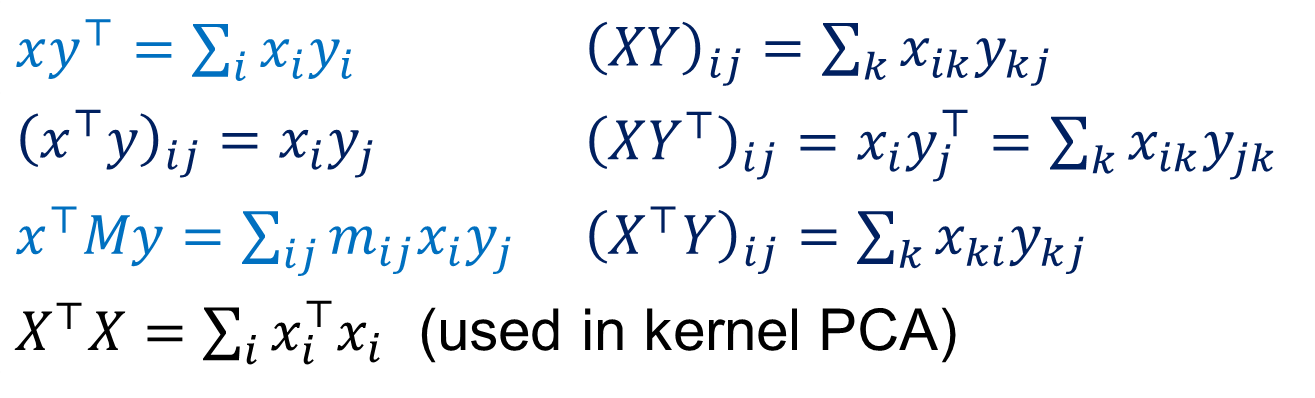 xy⊤ = ∑ᵢ xᵢyᵢ (XY)ᵢⱼ = ∑ₖ xᵢₖyₖⱼ
(x⊤y)ᵢⱼ = xᵢyⱼ (XY⊤)ᵢⱼ = xᵢyⱼ⊤ = ∑ₖ xᵢₖyⱼₖ
x⊤My = ∑ᵢⱼ mᵢⱼxᵢyⱼ (X⊤Y)ᵢⱼ = ∑ₖ xₖᵢyₖⱼ
X⊤X = ∑ᵢ xᵢ⊤xᵢ (used in kernel PCA)